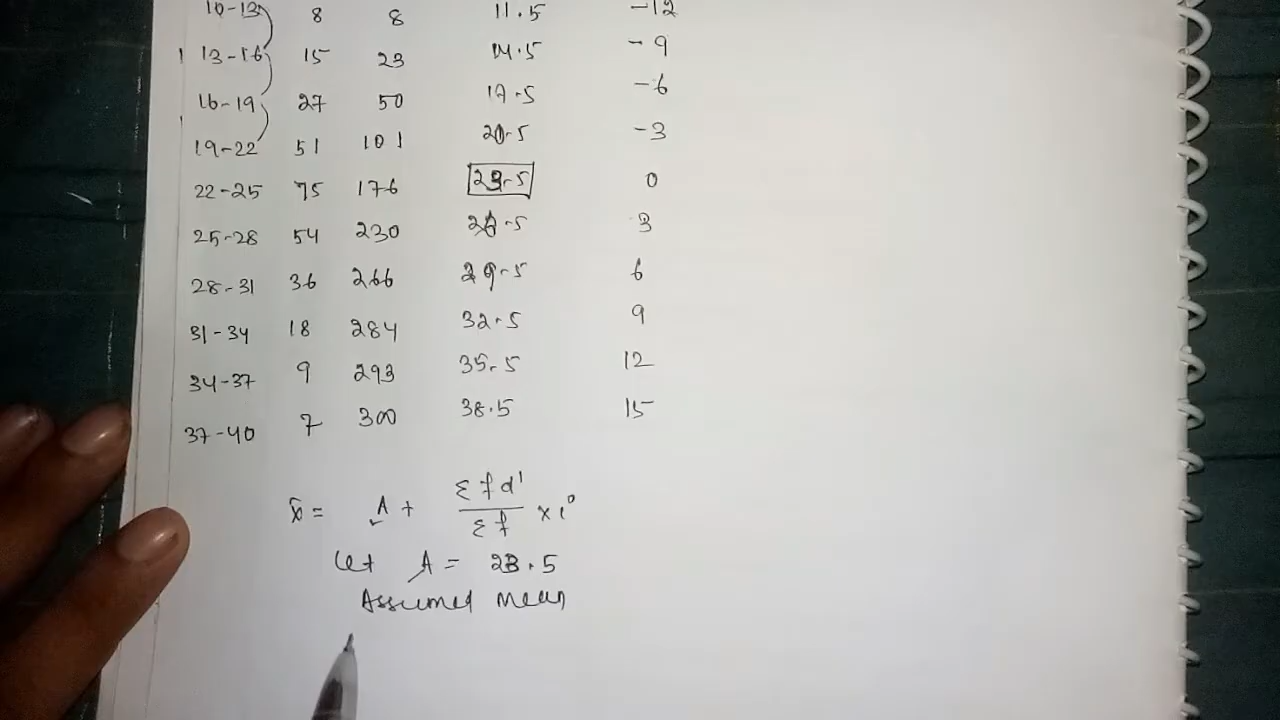 10-13 8 8 11.5 -12
13-16 15 23 14.5 -9
16-19 27 50 17.5 -6
19-22 51 101 20.5 -3
22-25 75 176 23.5 0
25-28 54 230 26.5 3
28-31 36 266 29.5 6
31-34 18 284 32.5 9
34-37 9 293 35.5 12
37-40 7 300 38.5 15
x̄ = A + Σfd' / Σf × i
Let A = 23.5
Assumed mean